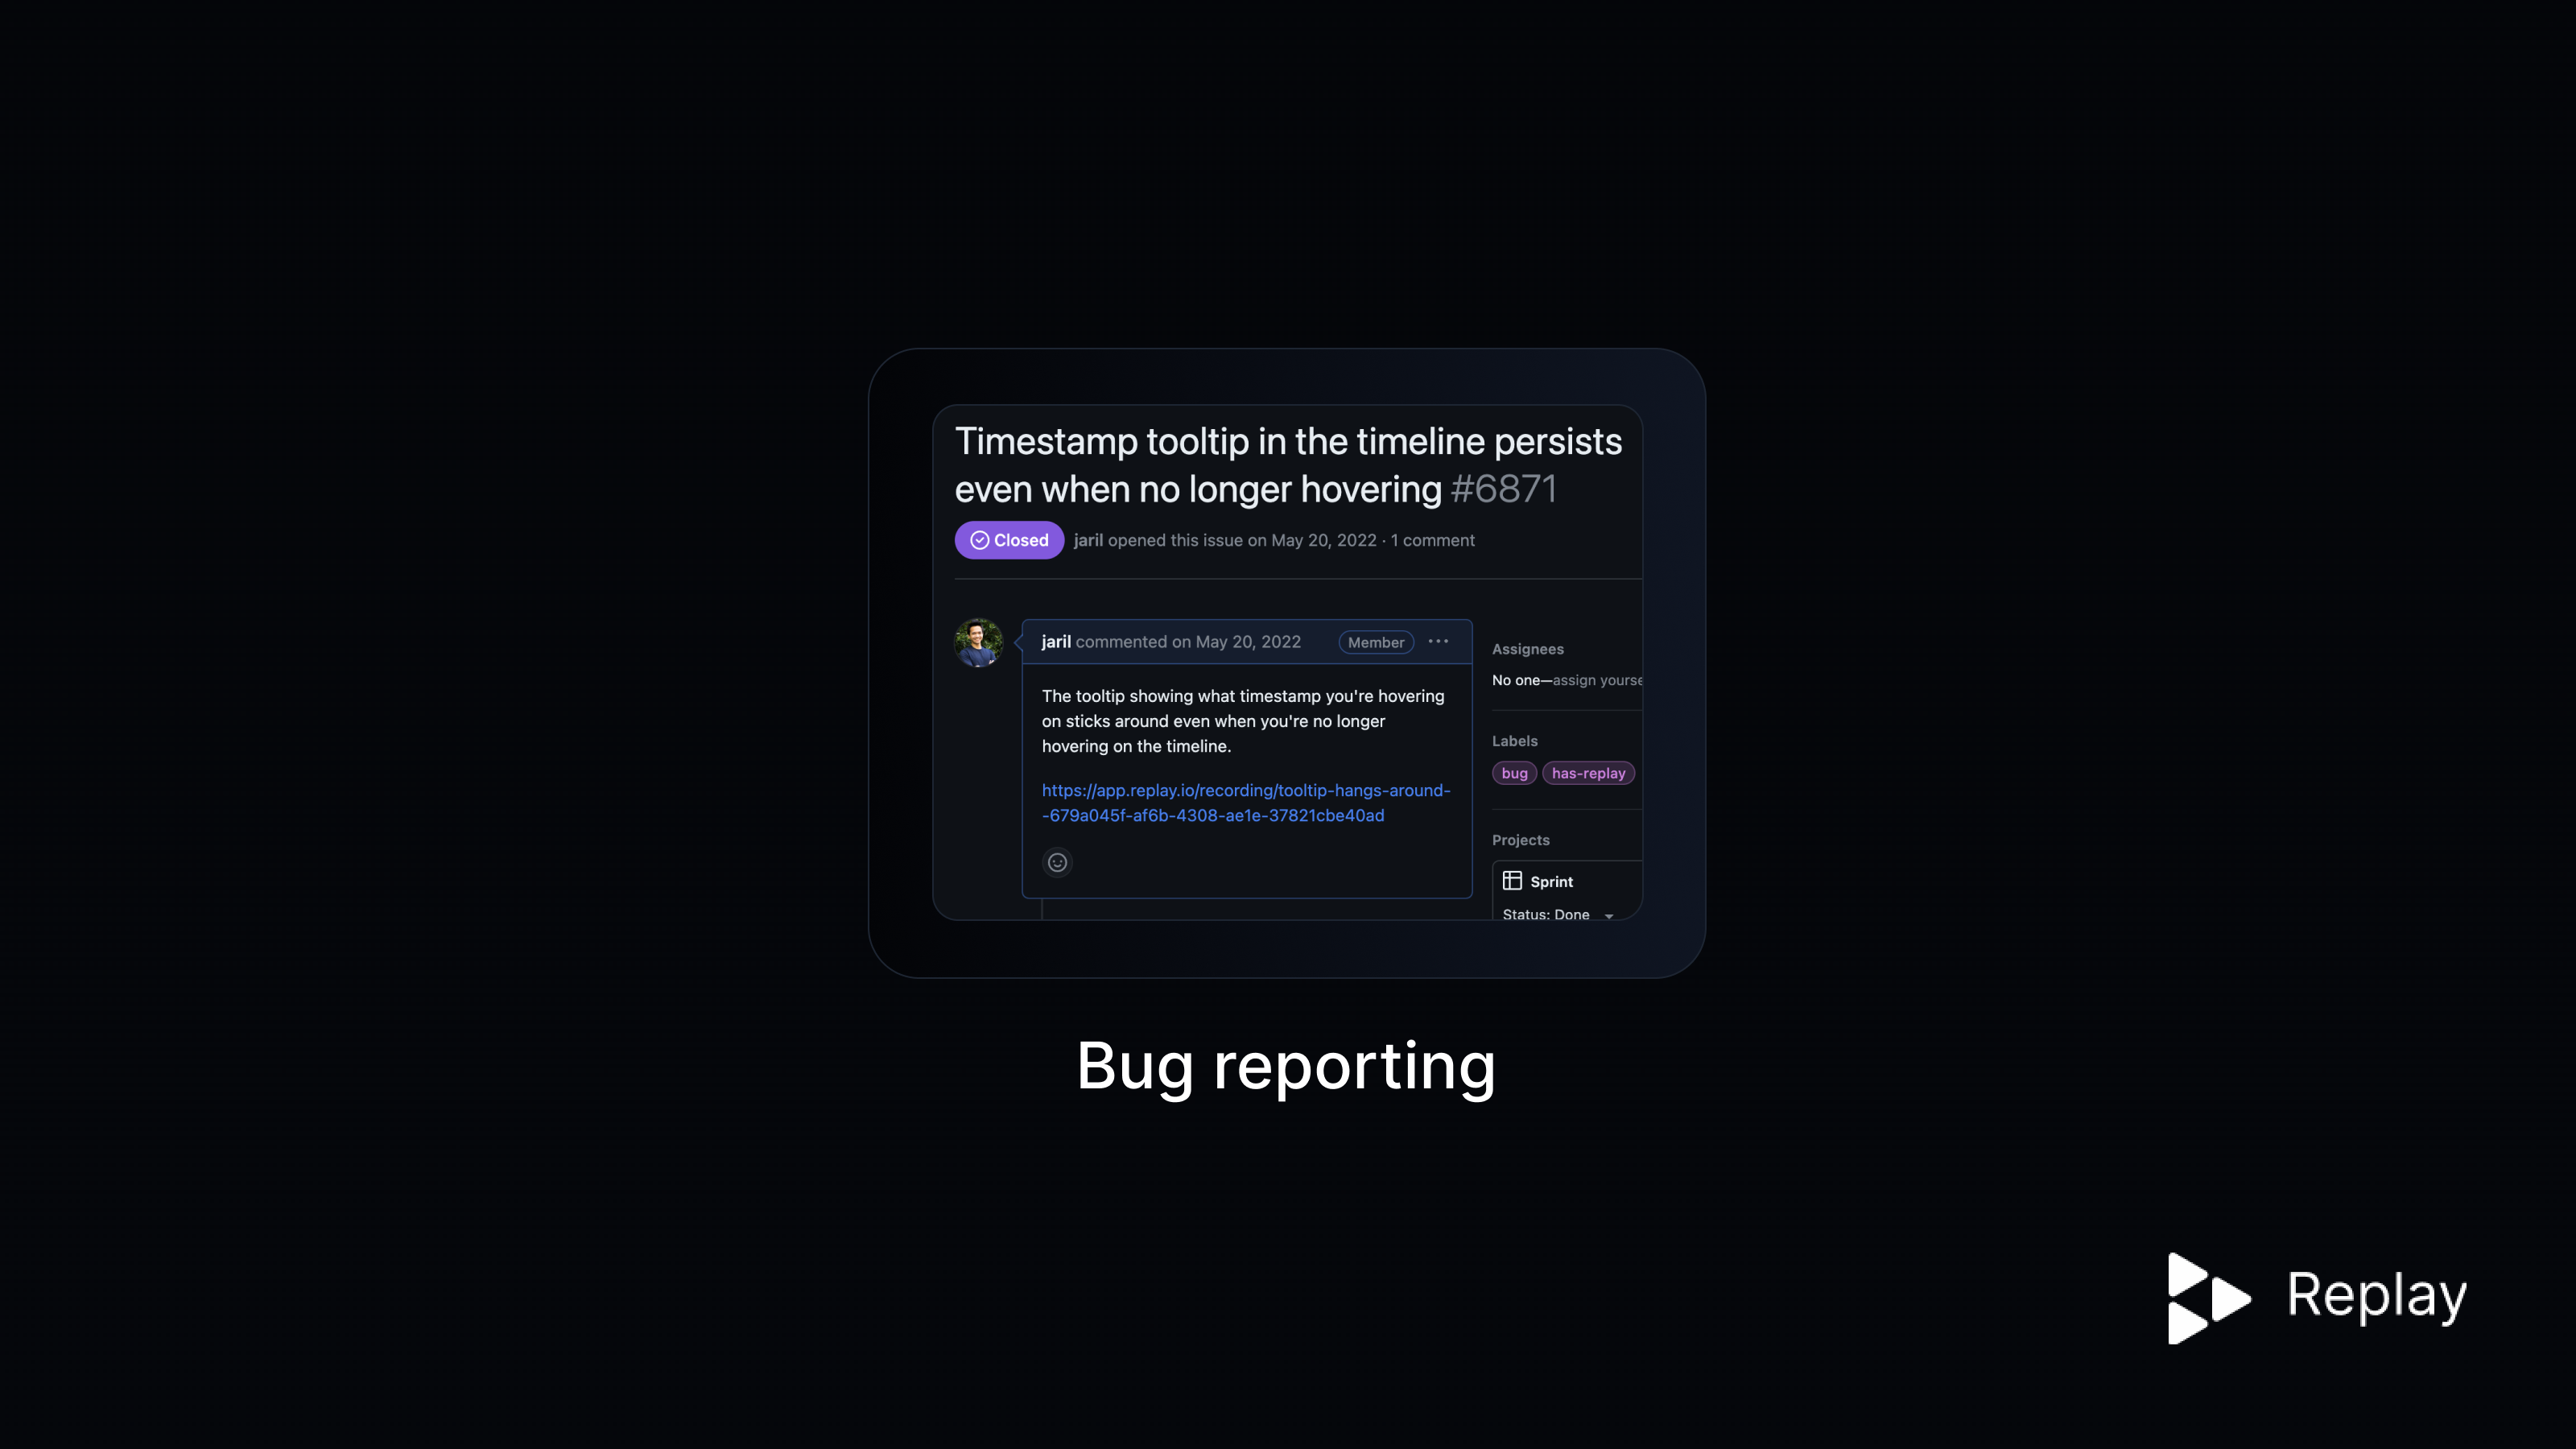 Timestamp tooltip in the timeline persists
even when no longer hovering #6871
Closed jaril opened this issue on May 20, 2022 · 1 comment
jaril commented on May 20, 2022 Member
The tooltip showing what timestamp you're hovering
on sticks around even when you're no longer
hovering on the timeline.
https://app.replay.io/recording/tooltip-hangs-around-
-679a045f-af6b-4308-ae1e-37821cbe40ad
Assignees
No one—assign yourse
Labels
bug has-replay
Projects
Sprint
Status: Done
Bug reporting
Replay